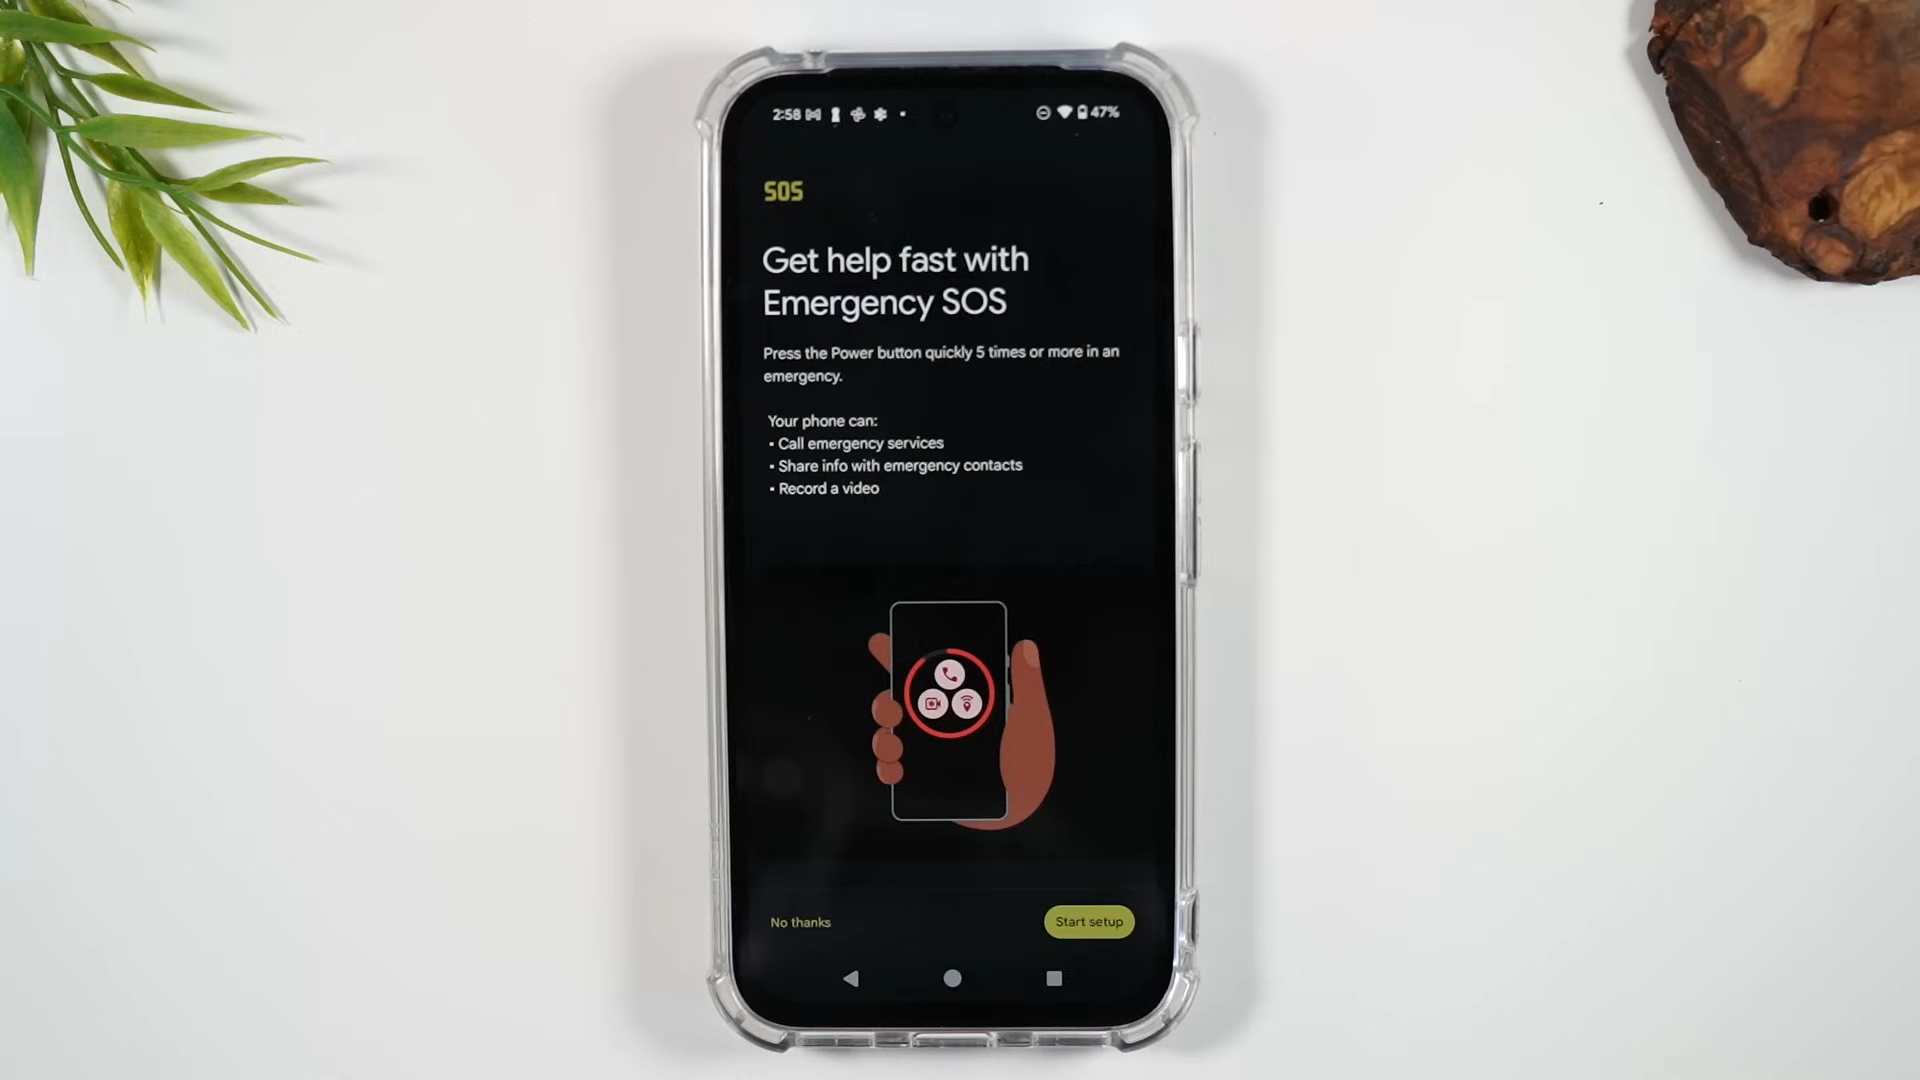 2:58
47%
SOS
Get help fast with
Emergency SOS
Press the Power button quickly 5 times or more in an
emergency.
Your phone can:
• Call emergency services
• Share info with emergency contacts
• Record a video
No thanks
Start setup